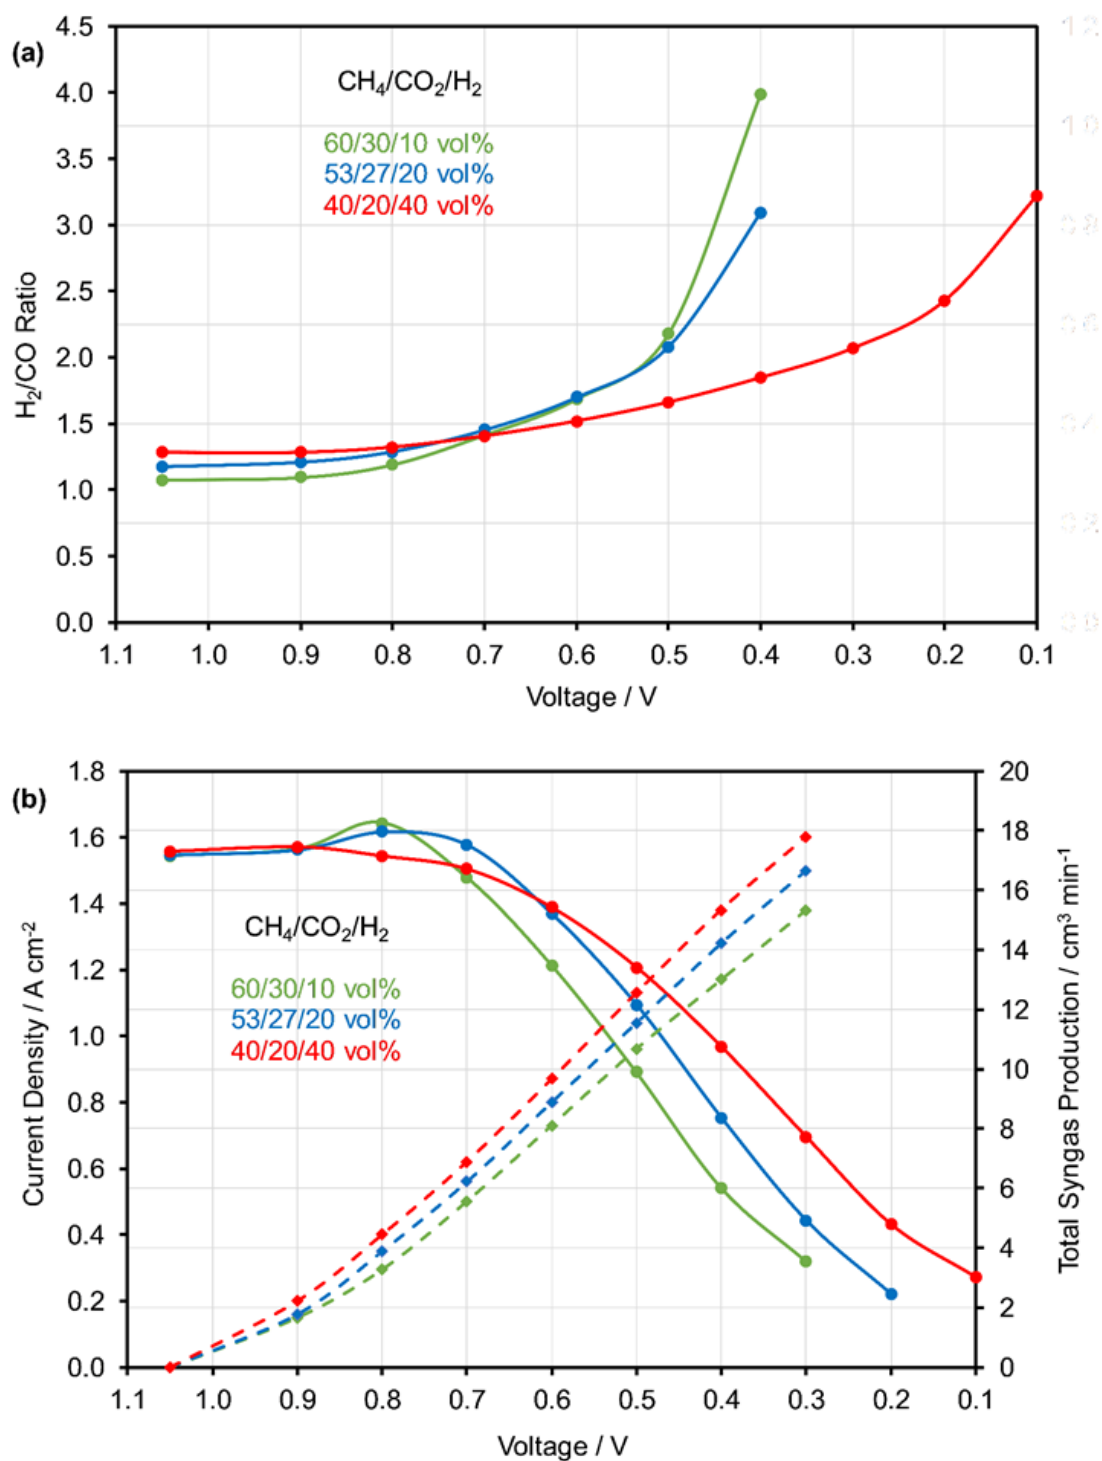 (a)
4.5
4.0
3.5
3.0
2.5
2.0
1.5
1.0
0.5
0.0
H₂/CO Ratio
CH₄/CO₂/H₂
60/30/10 vol%
53/27/20 vol%
40/20/40 vol%
1.1 1.0 0.9 0.8 0.7 0.6 0.5 0.4 0.3 0.2 0.1
Voltage / V
(b)
1.8
1.6
1.4
1.2
1.0
0.8
0.6
0.4
0.2
0.0
Current Density / A cm⁻²
CH₄/CO₂/H₂
60/30/10 vol%
53/27/20 vol%
40/20/40 vol%
20
18
16
14
12
10
8
6
4
2
0
Total Syngas Production / cm³ min⁻¹
1.1 1.0 0.9 0.8 0.7 0.6 0.5 0.4 0.3 0.2 0.1
Voltage / V